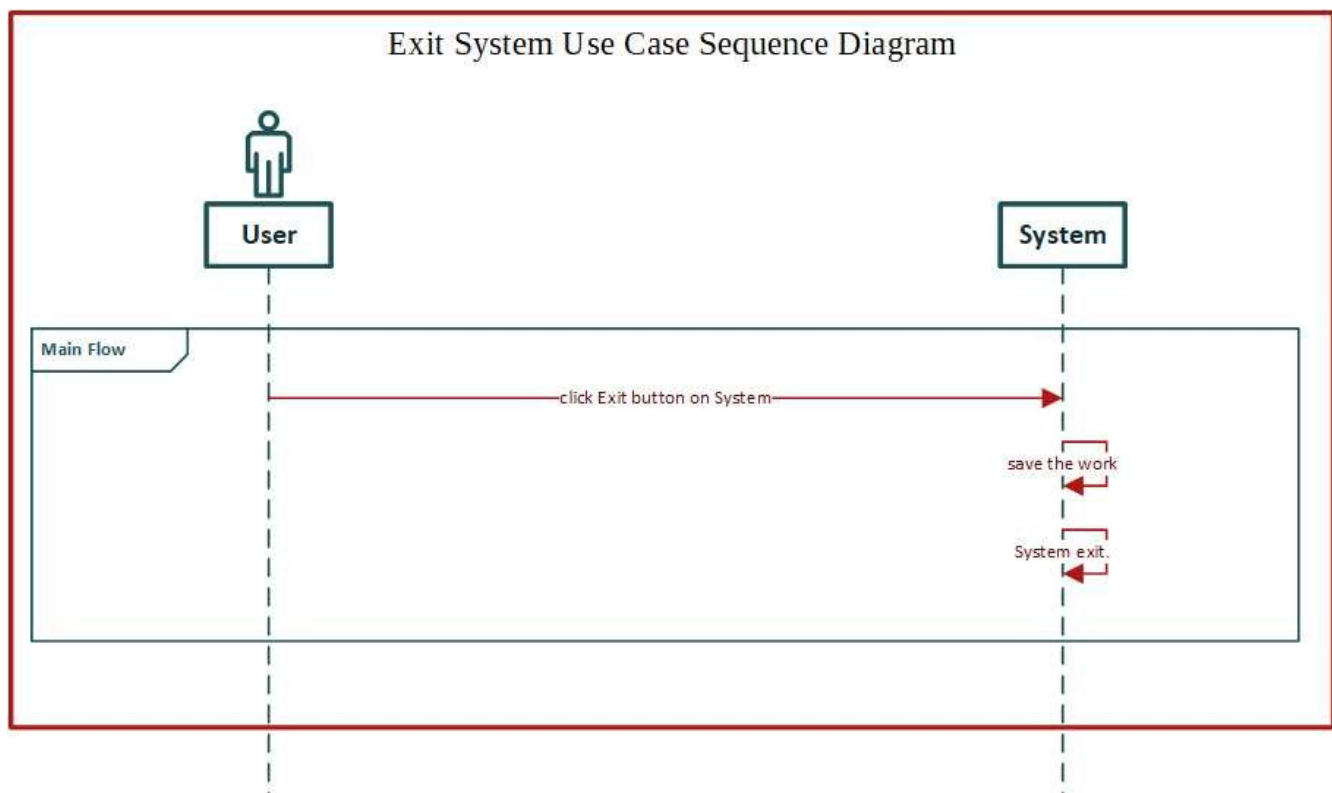 Exit System Use Case Sequence Diagram
User
System
Main Flow
click Exit button on System
save the work
System exit.